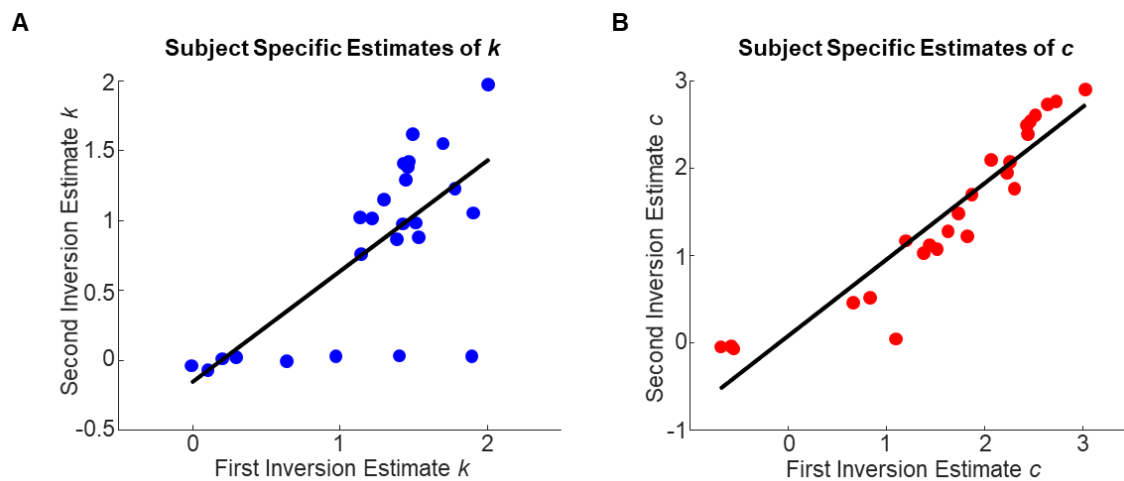 A
Subject Specific Estimates of k
Second Inversion Estimate k
2
1.5
1
0.5
0
-0.5
0
1
2
First Inversion Estimate k
B
Subject Specific Estimates of c
Second Inversion Estimate c
3
2
1
0
-1
0
1
2
3
First Inversion Estimate c